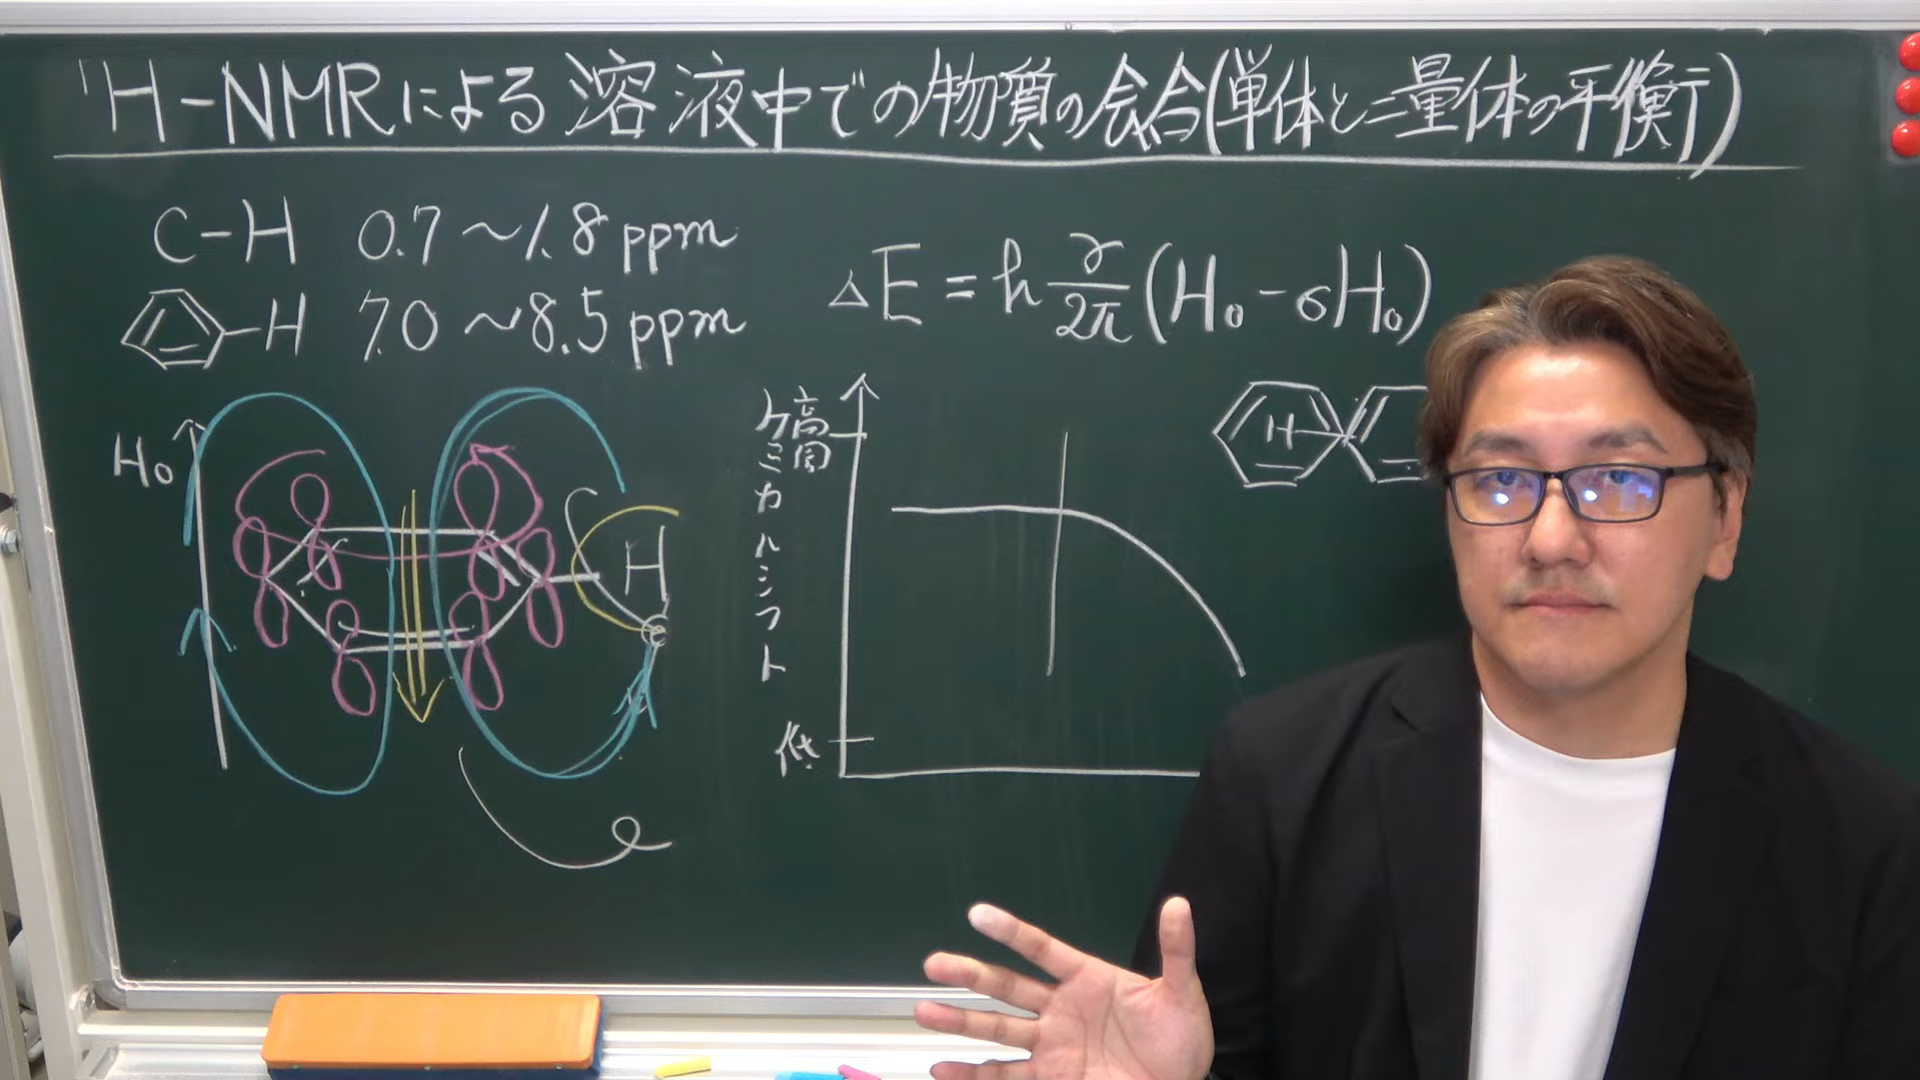 ¹H-NMRによる溶液中での物質の会合(単体と二量体の平衡)
C-H 0.7～1.8 ppm
-H 7.0～8.5 ppm
ΔE = h γ/2π (H₀ - σH₀)
H₀
H
ケミカルシフト
高
低
H